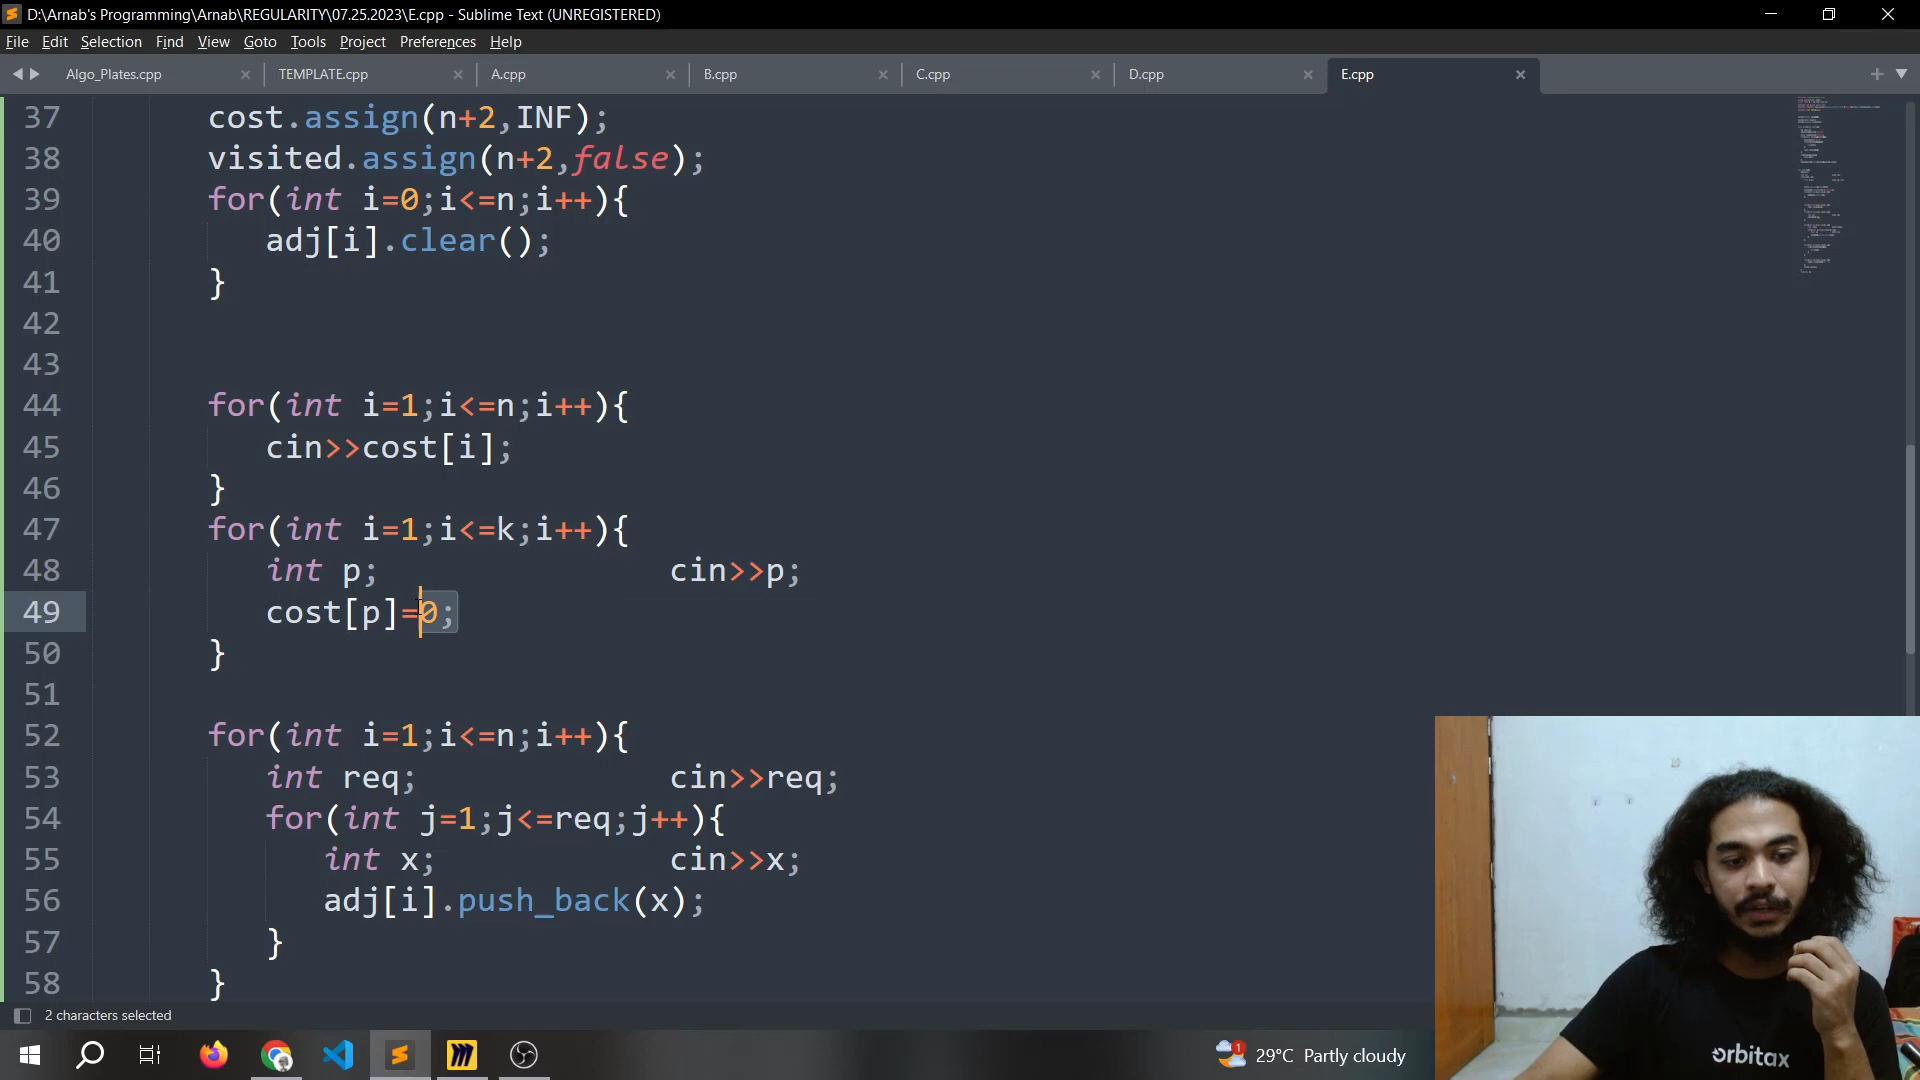 D:\Arnab's Programming\Arnab\REGULARITY\07.25.2023\E.cpp - Sublime Text (UNREGISTERED)
File Edit Selection Find View Goto Tools Project Preferences Help
Algo_Plates.cpp TEMPLATE.cpp A.cpp B.cpp C.cpp D.cpp E.cpp
37 cost.assign(n+2,INF);
38 visited.assign(n+2,false);
39 for(int i=0;i<=n;i++){
40 adj[i].clear();
41 }
42
43
44 for(int i=1;i<=n;i++){
45 cin>>cost[i];
46 }
47 for(int i=1;i<=k;i++){
48 int p; cin>>p;
49 cost[p]=0;
50 }
51
52 for(int i=1;i<=n;i++){
53 int req; cin>>req;
54 for(int j=1;j<=req;j++){
55 int x; cin>>x;
56 adj[i].push_back(x);
57 }
58 }
orbitax
2 characters selected
1 29°C Partly cloudy